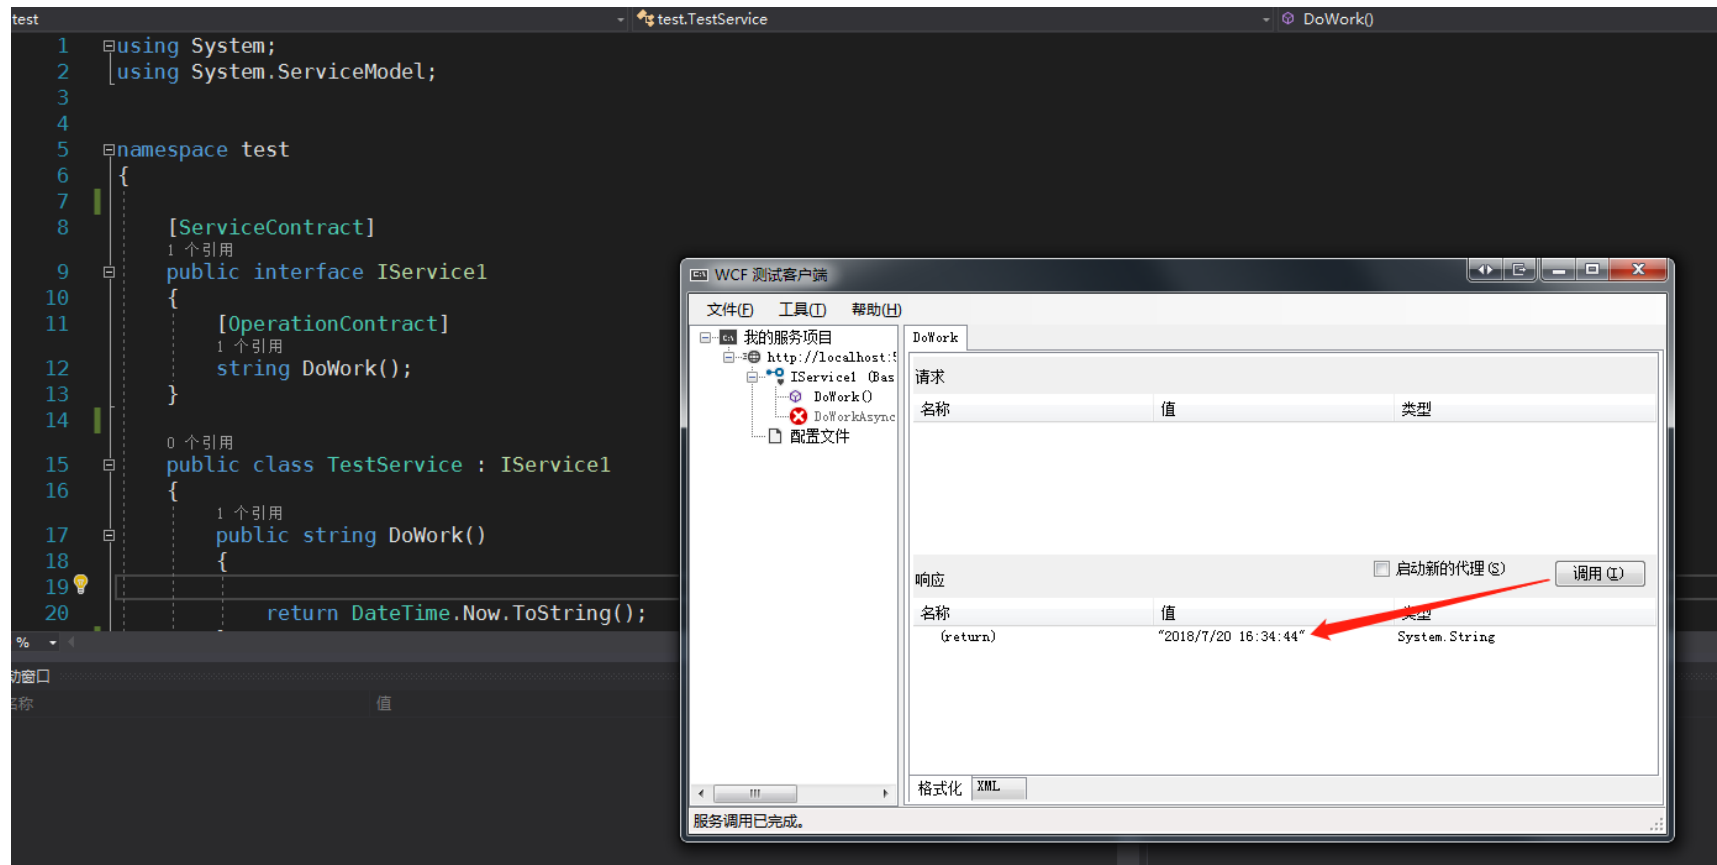 test
test.TestService
DoWork()
1 using System;
2 using System.ServiceModel;
3
4
5 namespace test
6 {
7
8 [ServiceContract]
1 个引用
9 public interface IService1
10 {
11 [OperationContract]
1 个引用
12 string DoWork();
13 }
14
0 个引用
15 public class TestService : IService1
16 {
1 个引用
17 public string DoWork()
18 {
19
20 return DateTime.Now.ToString();
%
动窗口
名称 值
WCF 测试客户端
文件(F) 工具(T) 帮助(H)
我的服务项目
http://localhost:5
IService1 (Bas
DoWork()
DoWorkAsync
配置文件
DoWork
请求
名称 值 类型
响应
启动新的代理(S)
调用(I)
名称 值 类型
(return) "2018/7/20 16:34:44" System.String
格式化 XML
服务调用已完成。